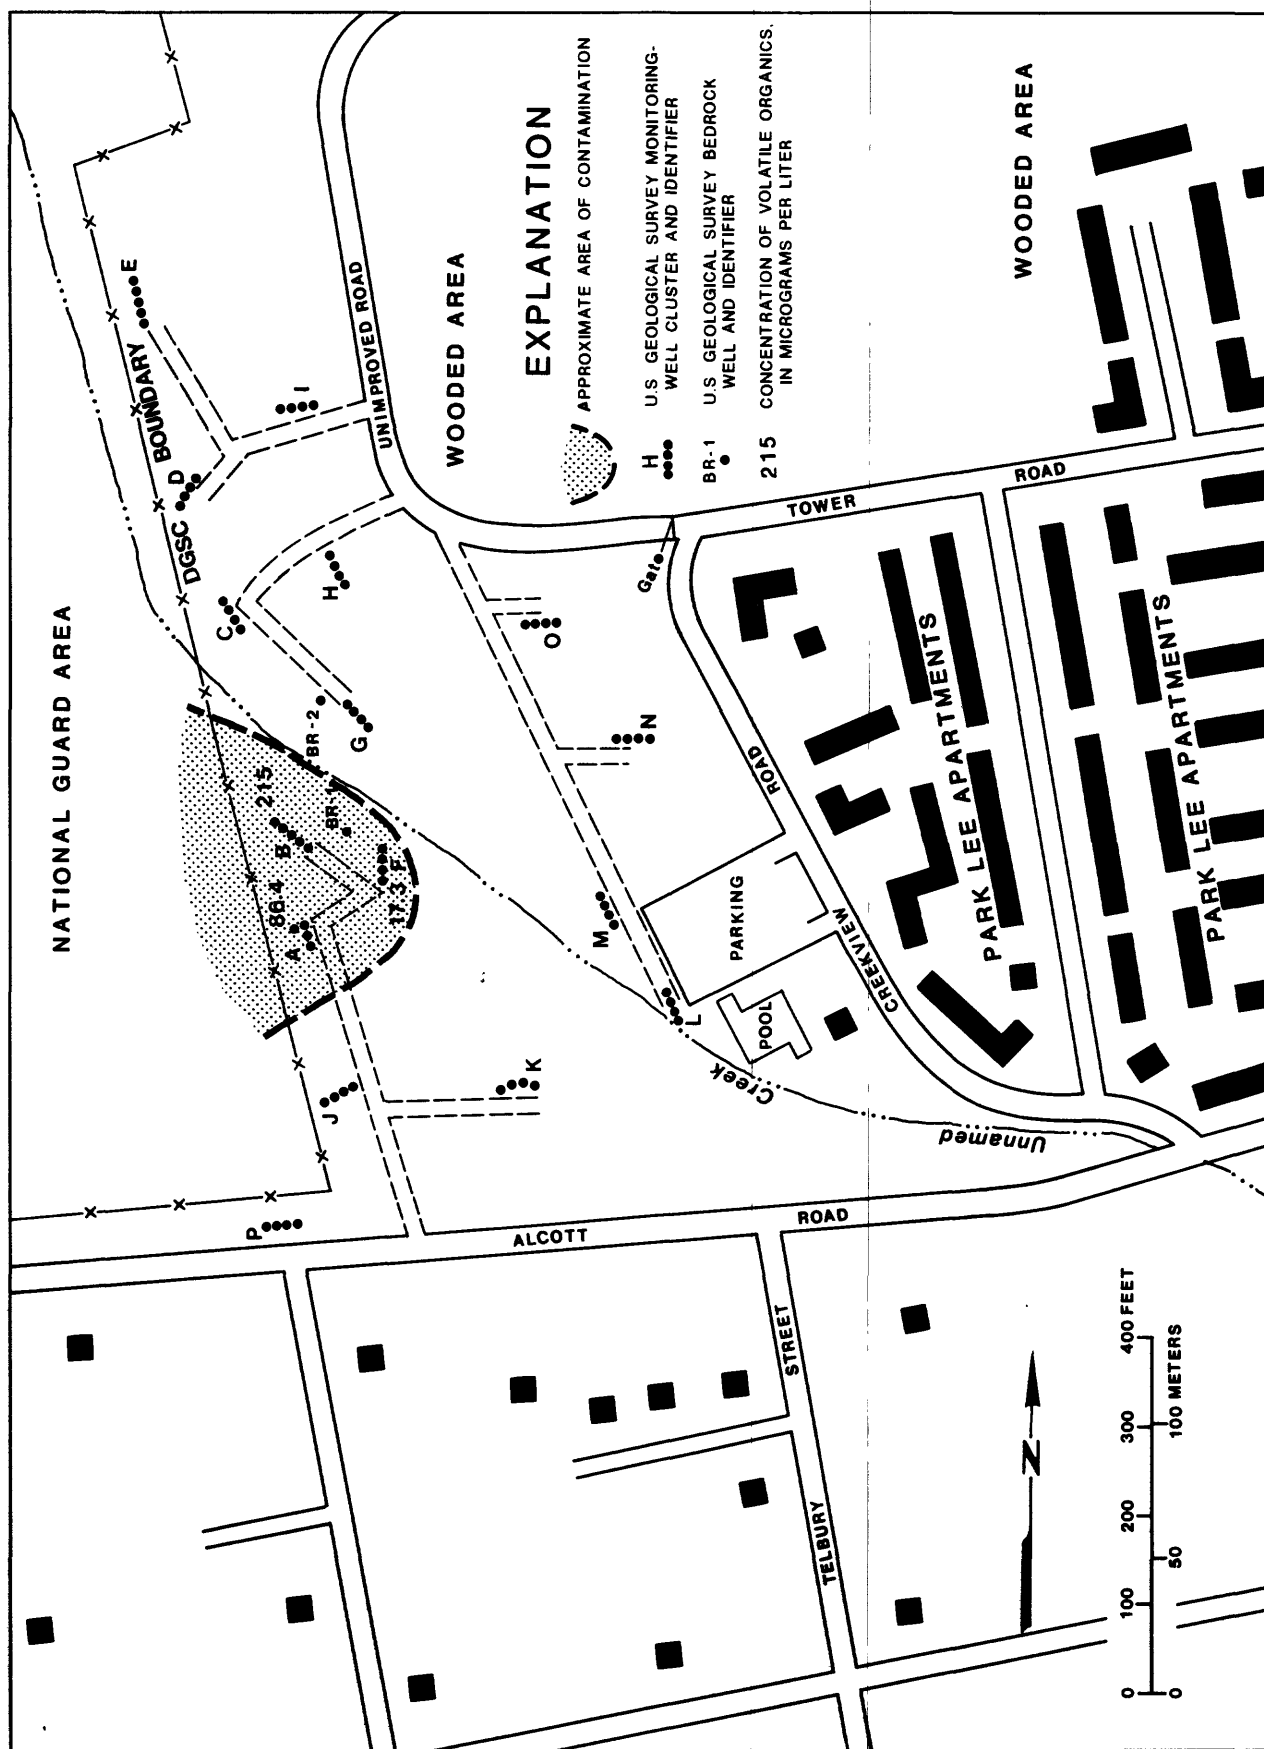 NATIONAL GUARD AREA
DGSC BOUNDARY
A
86.4
B
215
BR-1
BR-2
17.3 F
C
D
E
G
H
I
J
K
L
M
N
O
P
UNIMPROVED ROAD
WOODED AREA
EXPLANATION
APPROXIMATE AREA OF CONTAMINATION
H
U.S GEOLOGICAL SURVEY MONITORING-
WELL CLUSTER AND IDENTIFIER
BR-1
U.S GEOLOGICAL SURVEY BEDROCK
WELL AND IDENTIFIER
215
CONCENTRATION OF VOLATILE ORGANICS,
IN MICROGRAMS PER LITER
WOODED AREA
Gate
TOWER
ROAD
CREEKVIEW
ROAD
PARKING
POOL
Unnamed
Creek
PARK LEE APARTMENTS
PARK LEE APARTMENTS
ALCOTT
ROAD
TELBURY
STREET
N
0 100 200 300 400 FEET
0 50 100 METERS